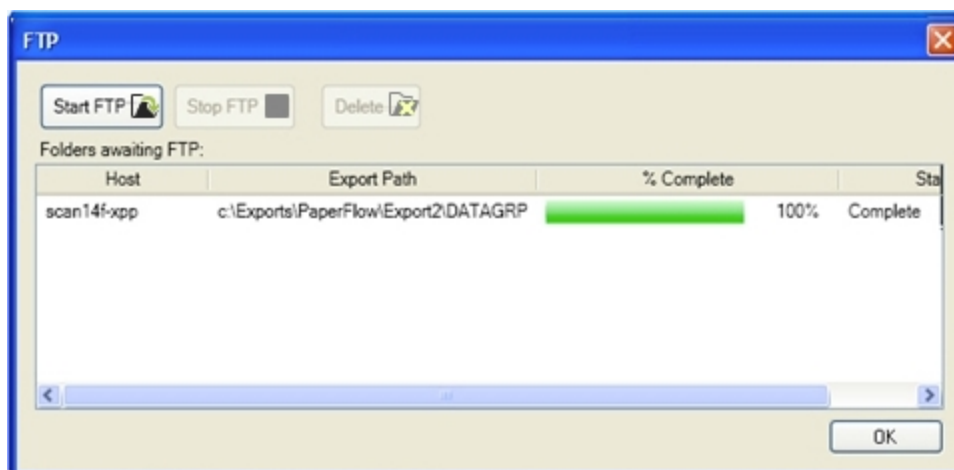 FTP
Start FTP Stop FTP Delete
Folders awaiting FTP:
Host Export Path % Complete Sta
scan14f-xpp c:\Exports\PaperFlow\Export2\DATAGRP 100% Complete
OK